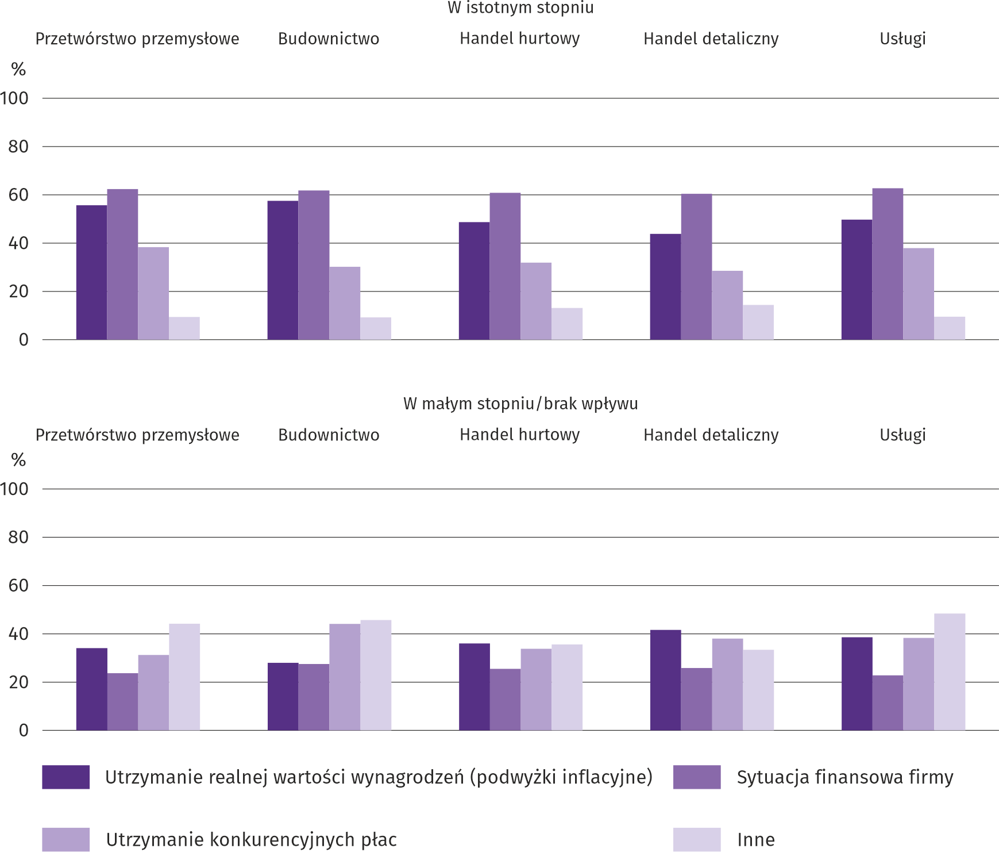 W istotnym stopniu
Przetwórstwo przemysłowe Budownictwo Handel hurtowy Handel detaliczny Usługi
%
100
80
60
40
20
0
W małym stopniu/brak wpływu
Przetwórstwo przemysłowe Budownictwo Handel hurtowy Handel detaliczny Usługi
%
100
80
60
40
20
0
Utrzymanie realnej wartości wynagrodzeń (podwyżki inflacyjne) Sytuacja finansowa firmy
Utrzymanie konkurencyjnych płac Inne